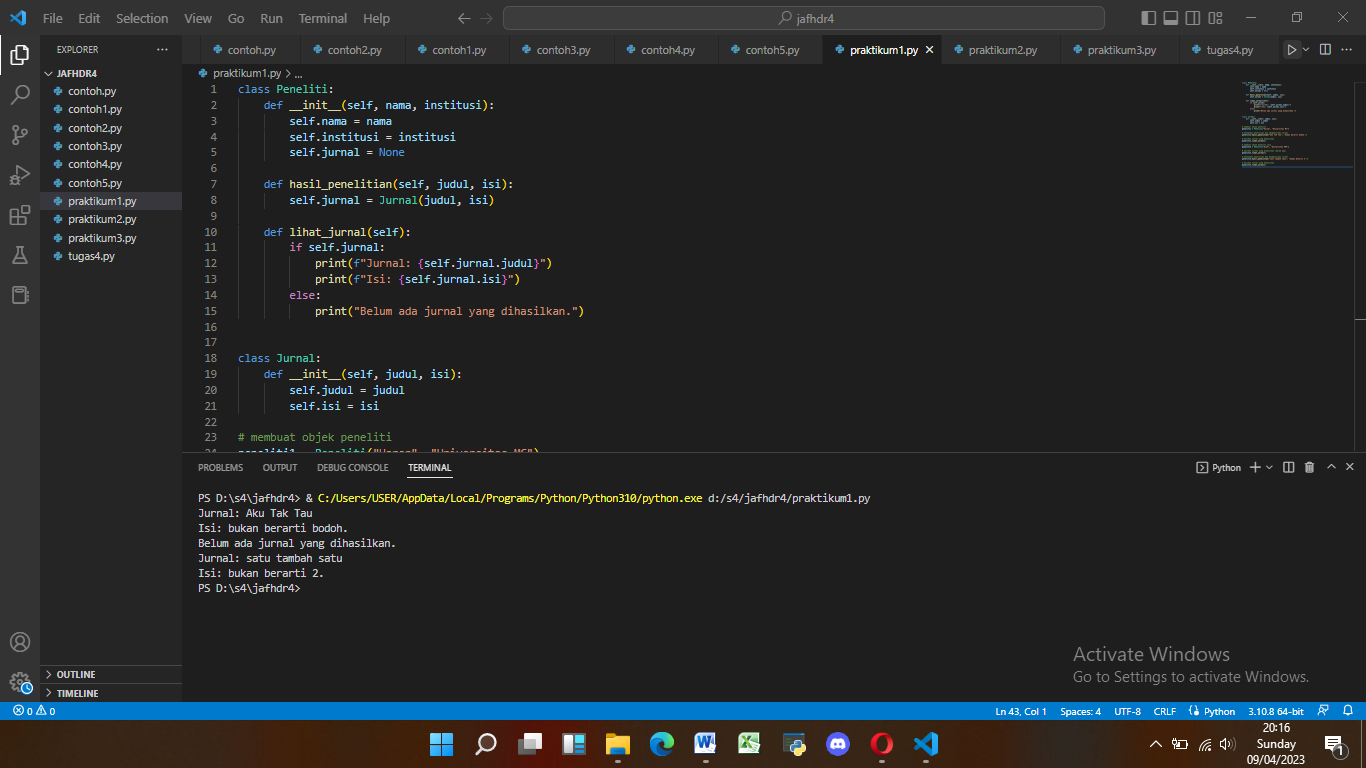 File Edit Selection View Go Run Terminal Help
jafhdr4
EXPLORER
contoh.py contoh2.py contoh1.py contoh3.py contoh4.py contoh5.py praktikum1.py praktikum2.py praktikum3.py tugas4.py
JAFHDR4
contoh.py
contoh1.py
contoh2.py
contoh3.py
contoh4.py
contoh5.py
praktikum1.py
praktikum2.py
praktikum3.py
tugas4.py
OUTLINE
TIMELINE
praktikum1.py > ...
1 class Peneliti:
2 def __init__(self, nama, institusi):
3 self.nama = nama
4 self.institusi = institusi
5 self.jurnal = None
6
7 def hasil_penelitian(self, judul, isi):
8 self.jurnal = Jurnal(judul, isi)
9
10 def lihat_jurnal(self):
11 if self.jurnal:
12 print(f"Jurnal: {self.jurnal.judul}")
13 print(f"Isi: {self.jurnal.isi}")
14 else:
15 print("Belum ada jurnal yang dihasilkan.")
16
17
18 class Jurnal:
19 def __init__(self, judul, isi):
20 self.judul = judul
21 self.isi = isi
22
23 # membuat objek peneliti
PROBLEMS OUTPUT DEBUG CONSOLE TERMINAL
Python
PS D:\s4\jafhdr4> & C:/Users/USER/AppData/Local/Programs/Python/Python310/python.exe d:/s4/jafhdr4/praktikum1.py
Jurnal: Aku Tak Tau
Isi: bukan berarti bodoh.
Belum ada jurnal yang dihasilkan.
Jurnal: satu tambah satu
Isi: bukan berarti 2.
PS D:\s4\jafhdr4>
Activate Windows
Go to Settings to activate Windows.
0 0
Ln 43, Col 1 Spaces: 4 UTF-8 CRLF Python 3.10.8 64-bit
20:16
Sunday
09/04/2023
1